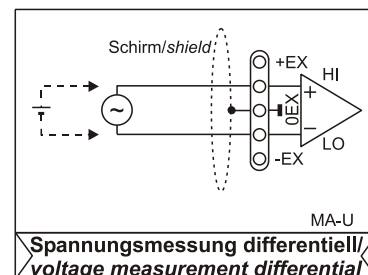 Schirm/shield
+EX
HI
~
+
0EX
−
LO
-EX
MA-U
Spannungsmessung differentiell/
voltage measurement differential